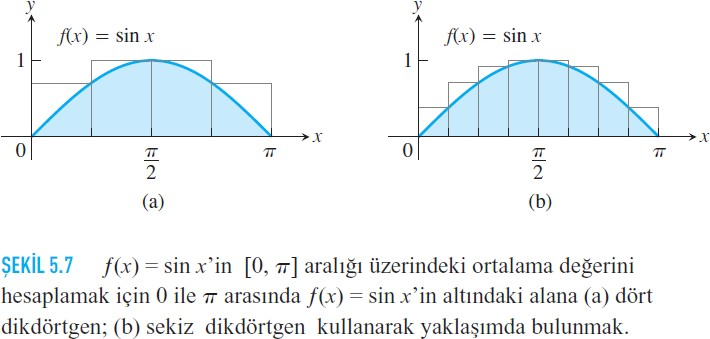 y
f(x) = sin x
1
0
π/2
π
x
(a)
y
f(x) = sin x
1
0
π/2
π
x
(b)
ŞEKİL 5.7 f(x) = sin x’in [0, π] aralığı üzerindeki ortalama değerini
hesaplamak için 0 ile π arasında f(x) = sin x’in altındaki alana (a) dört
dikdörtgen; (b) sekiz dikdörtgen kullanarak yaklaşımda bulunmak.